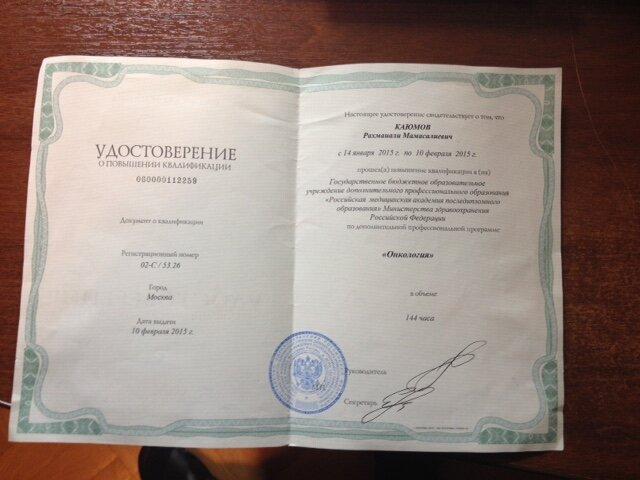 УДОСТОВЕРЕНИЕ
О ПОВЫШЕНИИ КВАЛИФИКАЦИИ
060000112259
Документ о квалификации
Регистрационный номер
02-С / 53.26
Город
Москва
Дата выдачи
10 февраля 2015 г.
Настоящее удостоверение свидетельствует о том, что
КАЮМОВ
Рахманали Мамасалиевич
с 14 января 2015 г. по 10 февраля 2015 г.
прошел(а) повышение квалификации в (на)
Государственное бюджетное образовательное
учреждение дополнительного профессионального образования
«Российская медицинская академия последипломного
образования» Министерства здравоохранения
Российской Федерации
по дополнительной профессиональной программе
«Онкология»
в объеме
144 часа
Руководитель
Секретарь